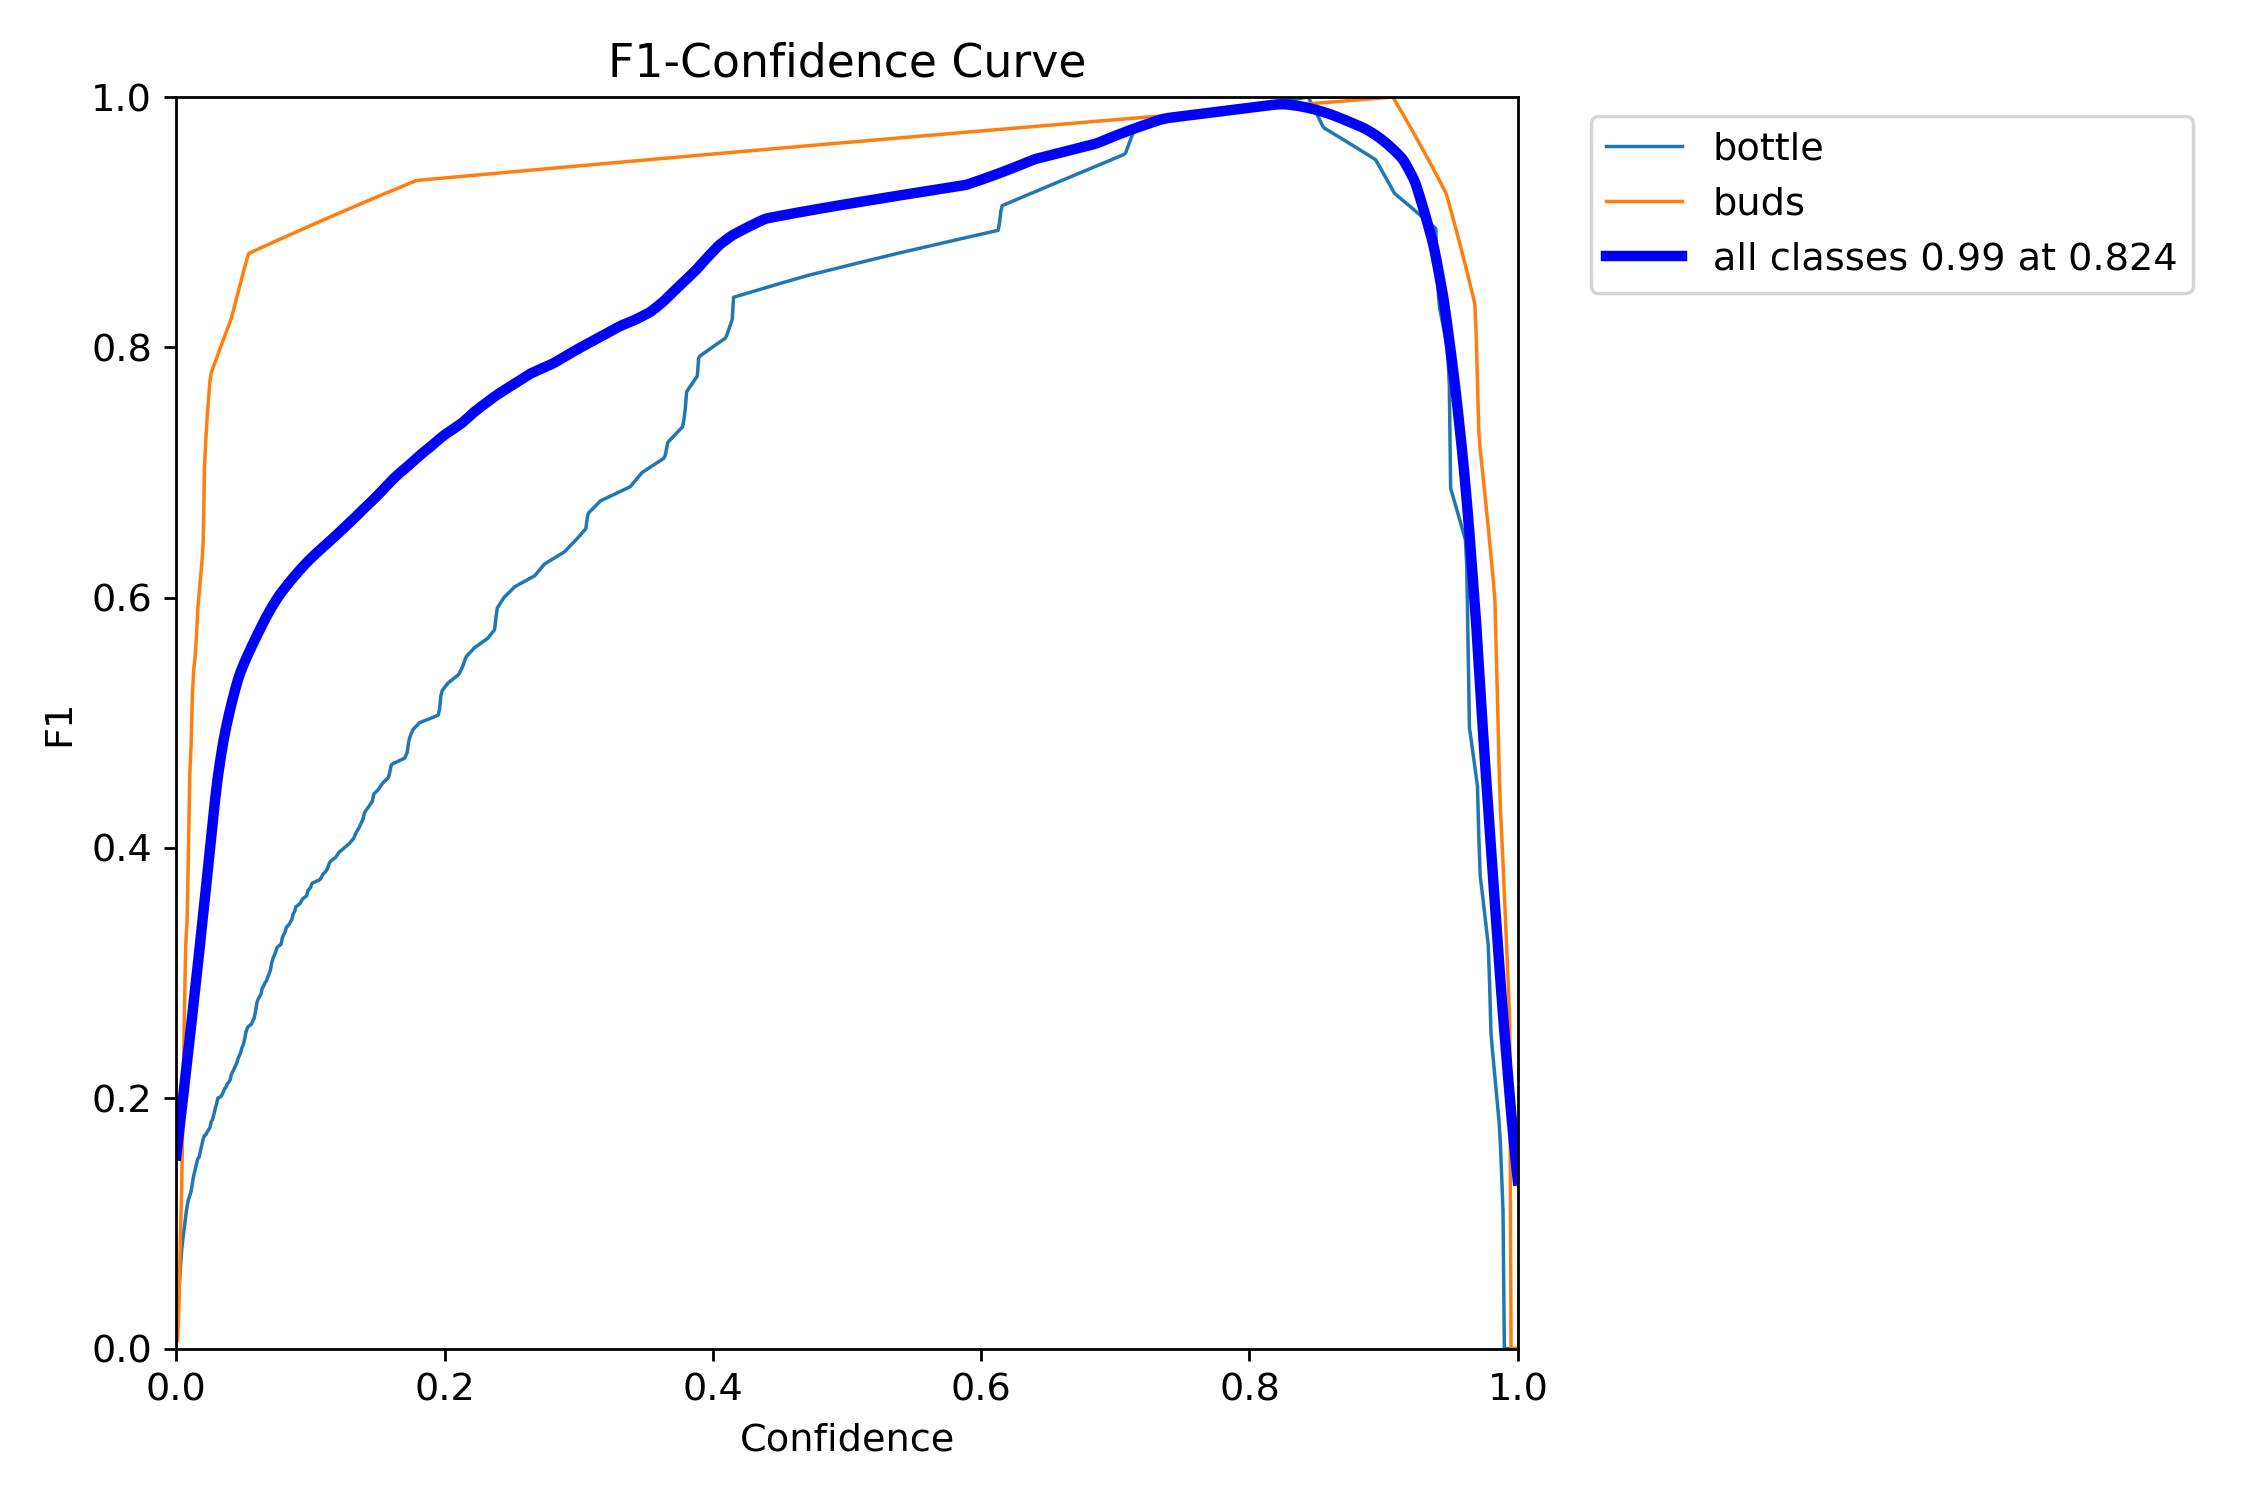 F1-Confidence Curve
1.0
0.8
0.6
0.4
0.2
0.0
F1
0.0 0.2 0.4 0.6 0.8 1.0
Confidence
bottle
buds
all classes 0.99 at 0.824